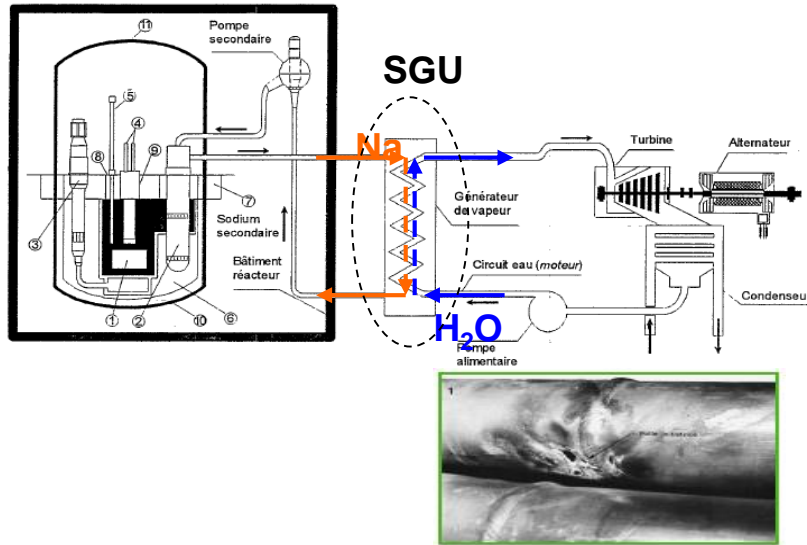 Pompe
secondaire
SGU
Na
Turbine
Alternateur
Générateur
de vapeur
Sodium
secondaire
Bâtiment
réacteur
Circuit eau (moteur)
Condenseu
H₂O
Pompe
alimentaire
11
5
4
8
9
7
3
1
2
10
6
1